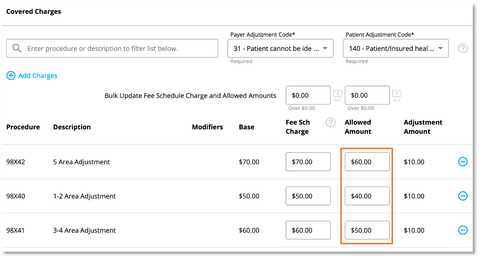 Covered Charges
Payer Adjustment Code* Patient Adjustment Code*
Enter procedure or description to filter list below. 31 - Patient cannot be ide ... 140 - Patient/Insured heal ... ?
Required Required
Add Charges
Bulk Update Fee Schedule Charge and Allowed Amounts $0.00 ALL $0.00 ALL
Over $0.00 Over $0.00
Procedure Description Modifiers Base Fee Sch Charge ? Allowed Amount Adjustment Amount
98X42 5 Area Adjustment $70.00 $70.00 $60.00 $10.00
98X40 1-2 Area Adjustment $50.00 $50.00 $40.00 $10.00
98X41 3-4 Area Adjustment $60.00 $60.00 $50.00 $10.00